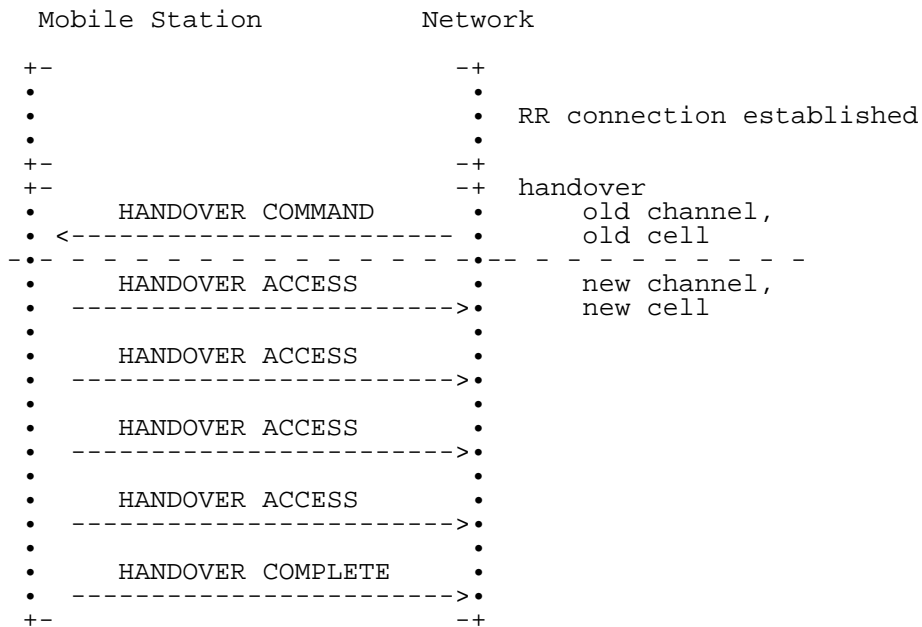 Mobile Station Network
RR connection established
handover
HANDOVER COMMAND old channel,
old cell
HANDOVER ACCESS new channel,
new cell
HANDOVER ACCESS
HANDOVER ACCESS
HANDOVER ACCESS
HANDOVER COMPLETE